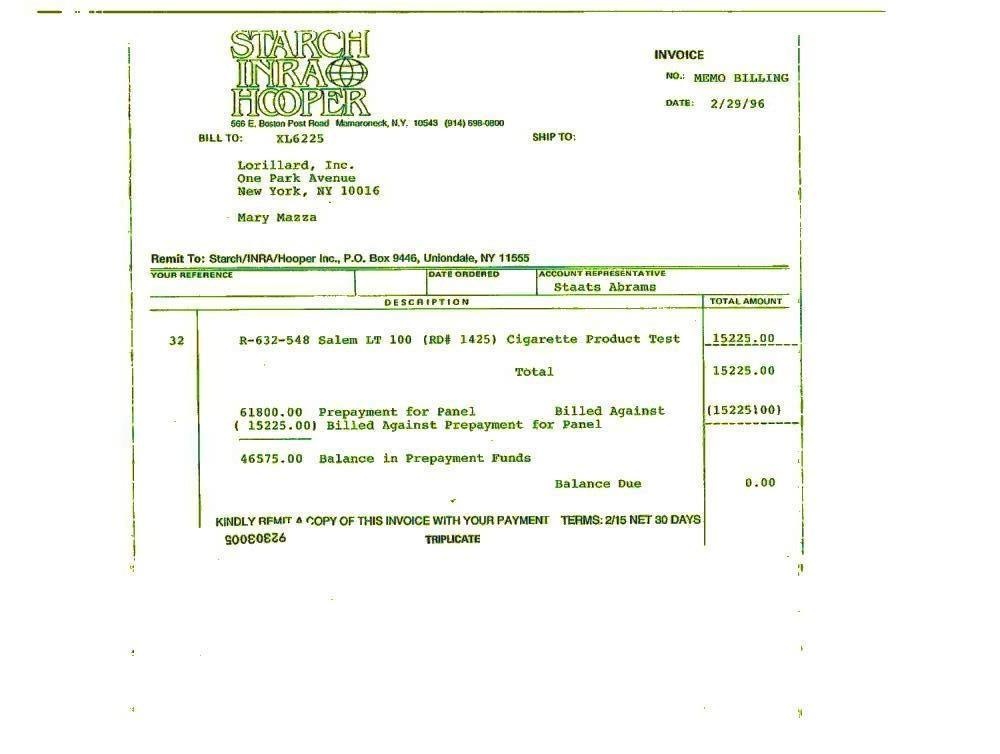 STARCH
INRA
HOOPER
566 E. Boston Post Road Mamaroneck, N.Y. 10543 (914) 698-0800
INVOICE
NO.: MEMO BILLING
DATE: 2/29/96
BILL TO: XL6225
SHIP TO:
Lorillard, Inc.
One Park Avenue
New York, NY 10016
Mary Mazza
Remit To: Starch/INRA/Hooper Inc., P.O. Box 9446, Uniondale, NY 11555
YOUR REFERENCE DATE ORDERED ACCOUNT REPRESENTATIVE
Staats Abrams
DESCRIPTION TOTAL AMOUNT
32 R-632-548 Salem LT 100 (RD# 1425) Cigarette Product Test 15225.00
Total 15225.00
61800.00 Prepayment for Panel Billed Against (15225100)
( 15225.00) Billed Against Prepayment for Panel
46575.00 Balance in Prepayment Funds
Balance Due 0.00
KINDLY REMIT A COPY OF THIS INVOICE WITH YOUR PAYMENT TERMS: 2/15 NET 30 DAYS
92808005
TRIPLICATE